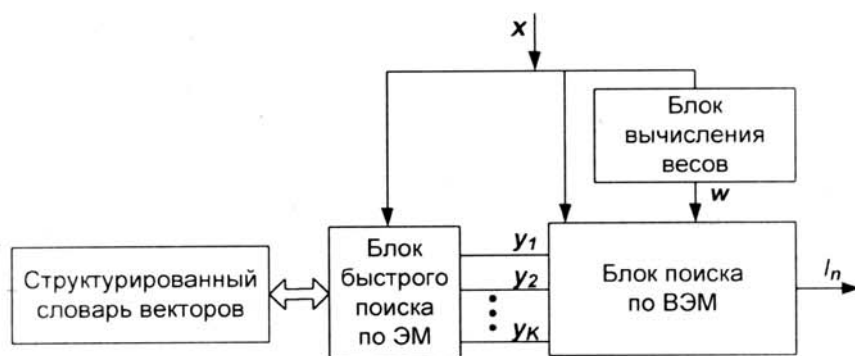 x
Блок
вычисления
весов
w
Структурированный
словарь векторов
Блок
быстрого
поиска
по ЭМ
y1
y2
yK
Блок поиска
по ВЭМ
In